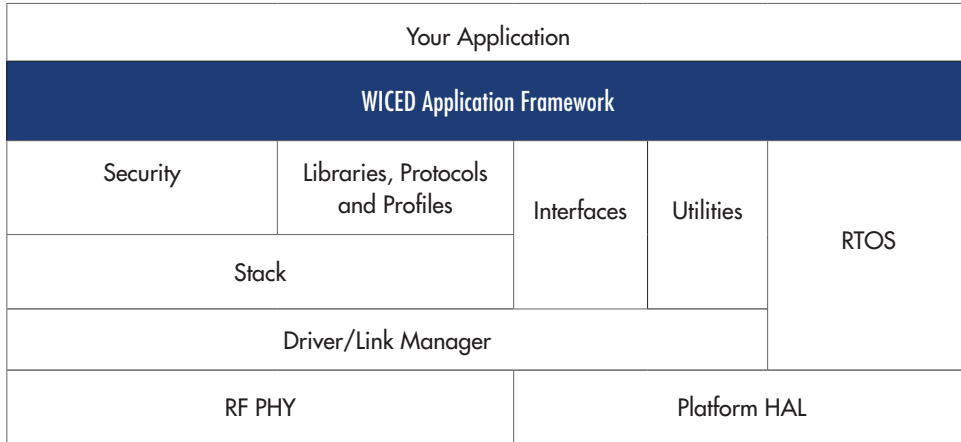 Your Application
WICED Application Framework
Security
Libraries, Protocols
and Profiles
Interfaces
Utilities
RTOS
Stack
Driver/Link Manager
RF PHY
Platform HAL